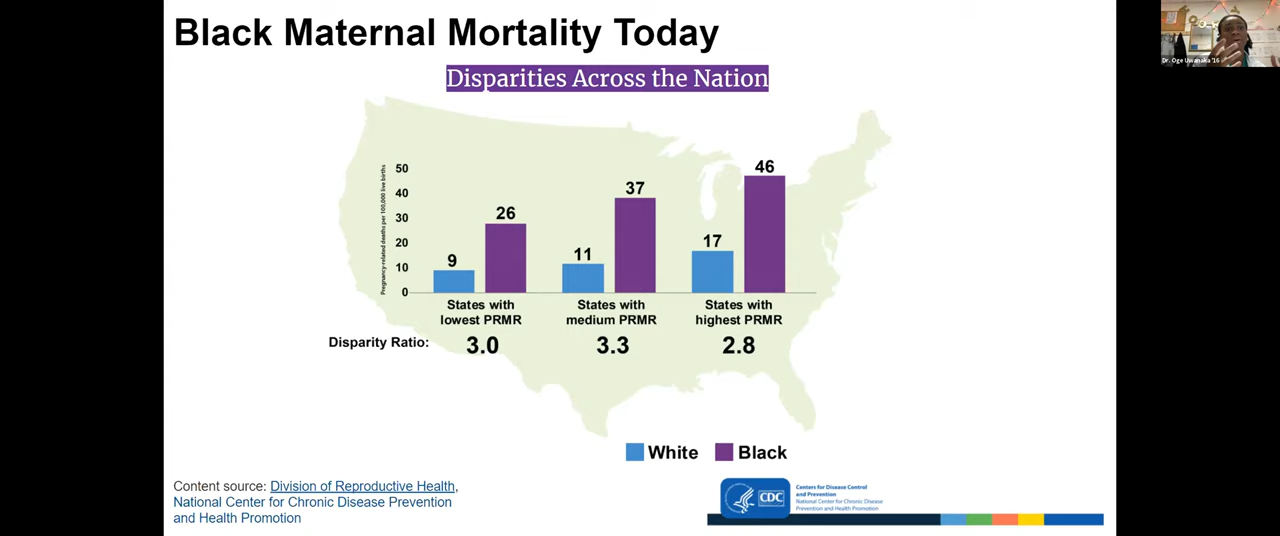 Black Maternal Mortality Today
Disparities Across the Nation
Dr. Oge Uwanaka '16
Pregnancy-related deaths per 100,000 live births
50
40
30
20
10
0
9
26
11
37
17
46
States with
lowest PRMR
States with
medium PRMR
States with
highest PRMR
Disparity Ratio:
3.0
3.3
2.8
White
Black
Content source: Division of Reproductive Health,
National Center for Chronic Disease Prevention
and Health Promotion
CDC
Centers for Disease Control
and Prevention
National Center for Chronic Disease
Prevention and Health Promotion